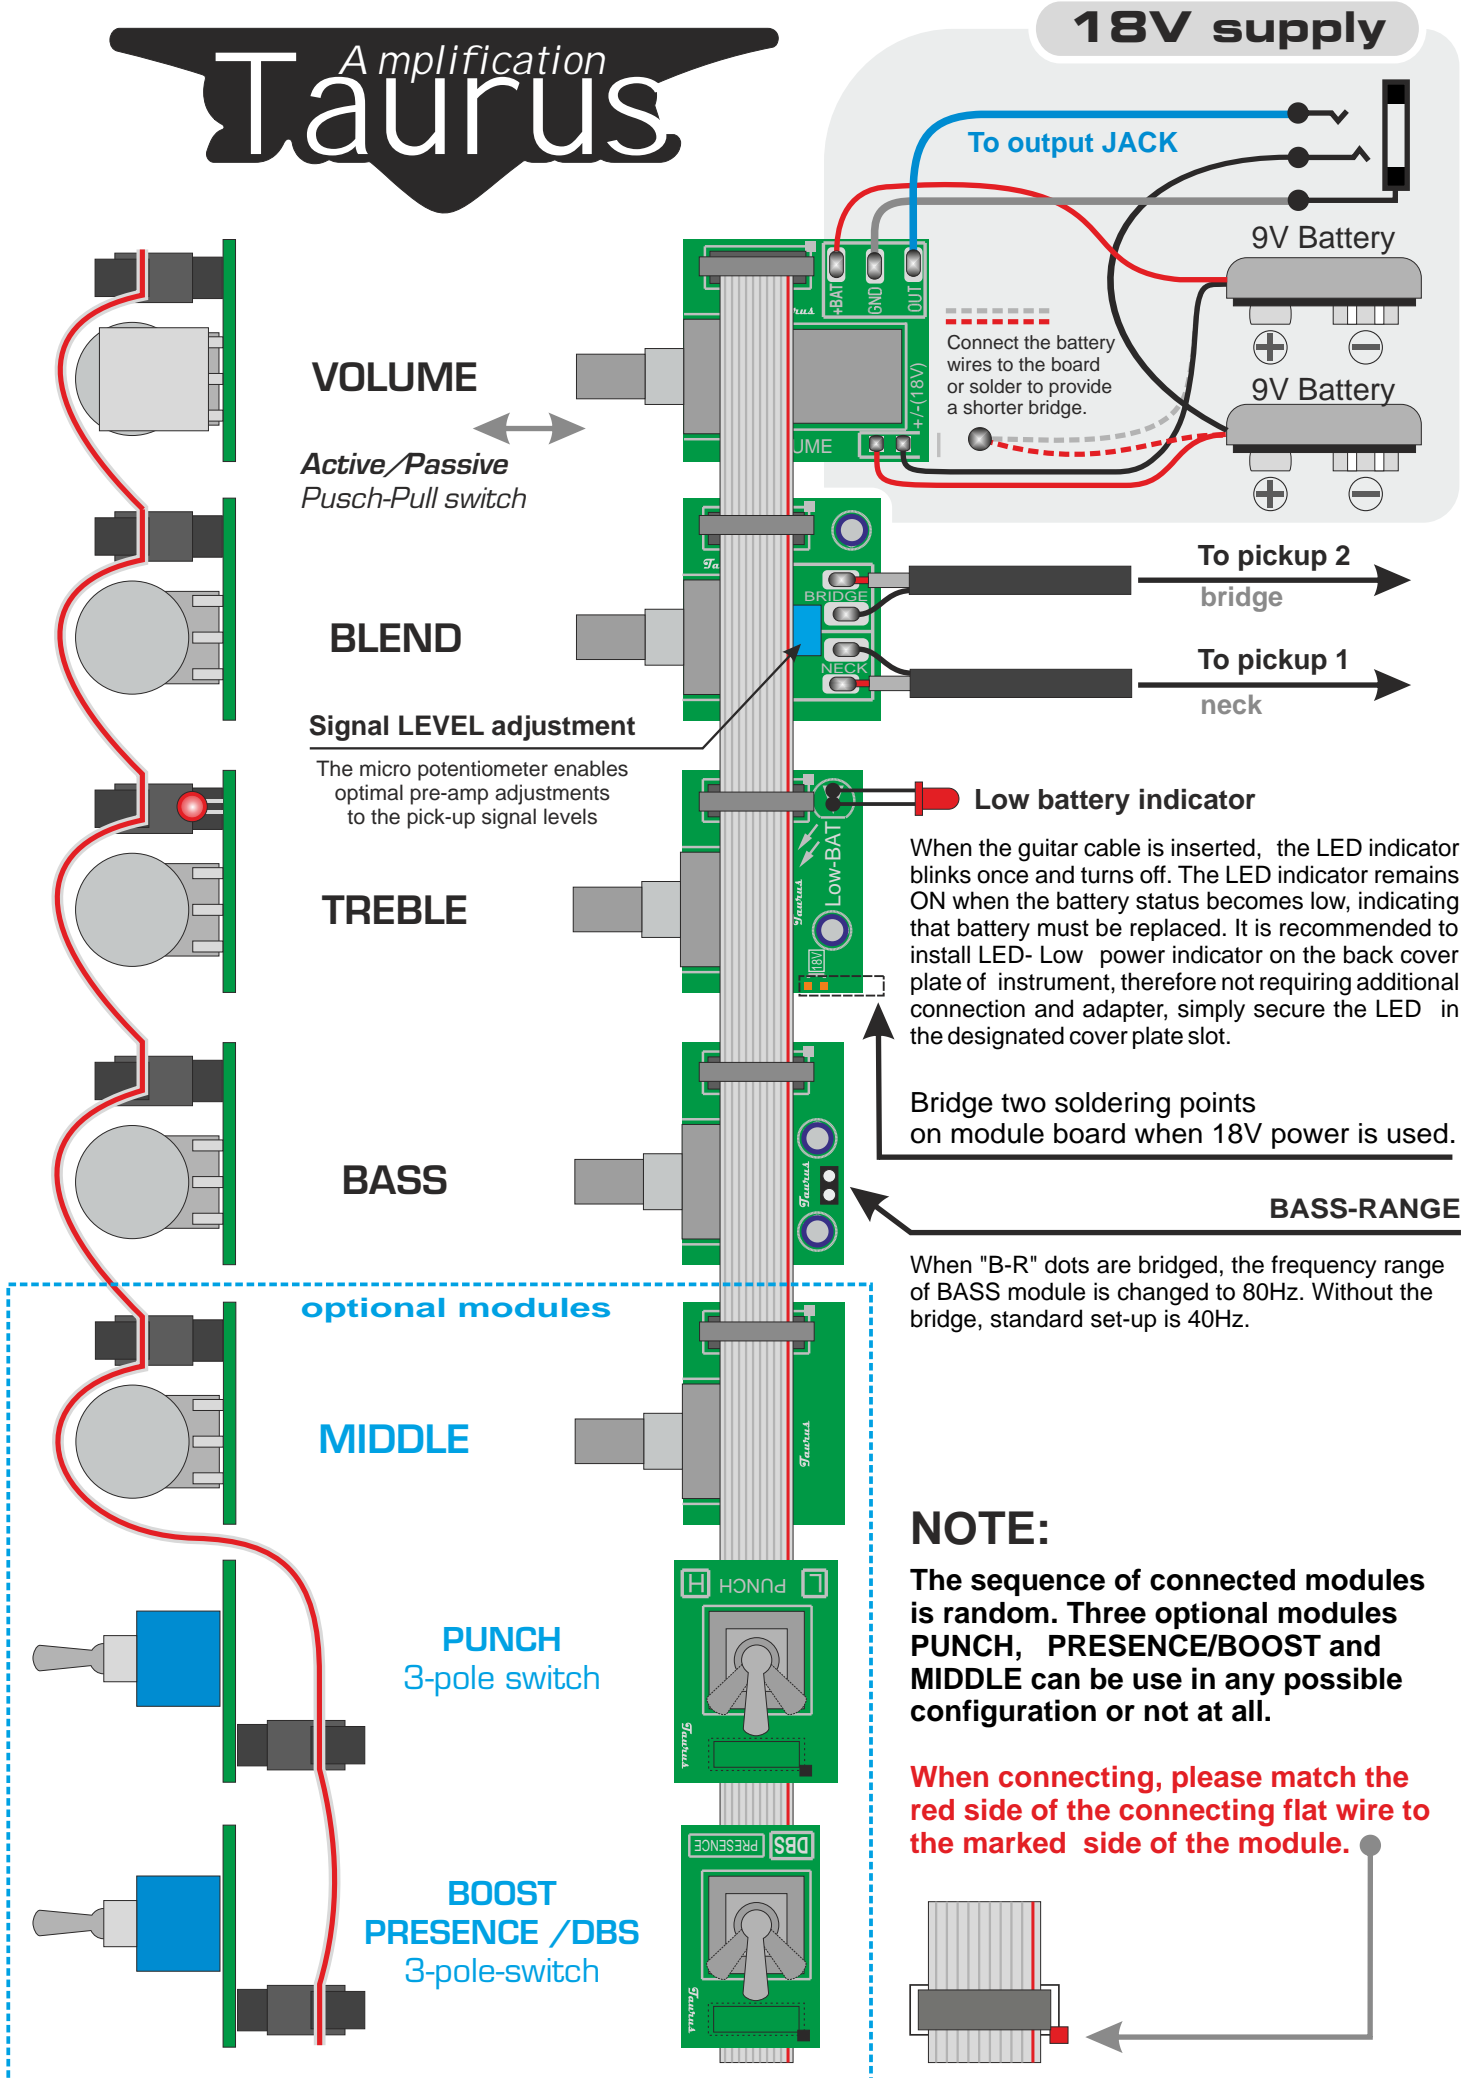 18V supply
Amplification
Taurus
To output JACK
9V Battery
+BAT
GND
OUT
Connect the battery
wires to the board
or solder to provide
a shorter bridge.
+/-(18V)
9V Battery
VOLUME
UME
Active/Passive
Pusch-Pull switch
To pickup 2
bridge
BRIDGE
BLEND
To pickup 1
NECK
neck
Signal LEVEL adjustment
The micro potentiometer enables
optimal pre-amp adjustments
to the pick-up signal levels
Low battery indicator
Low-BAT
Taurus
18V
TREBLE
When the guitar cable is inserted, the LED indicator
blinks once and turns off. The LED indicator remains
ON when the battery status becomes low, indicating
that battery must be replaced. It is recommended to
install LED- Low power indicator on the back cover
plate of instrument, therefore not requiring additional
connection and adapter, simply secure the LED in
the designated cover plate slot.
Bridge two soldering points
on module board when 18V power is used.
BASS
Taurus
BASS-RANGE
When "B-R" dots are bridged, the frequency range
of BASS module is changed to 80Hz. Without the
bridge, standard set-up is 40Hz.
optional modules
MIDDLE
Taurus
NOTE:
The sequence of connected modules
is random. Three optional modules
PUNCH, PRESENCE/BOOST and
MIDDLE can be use in any possible
configuration or not at all.
H PUNCH L
PUNCH
3-pole switch
Taurus
When connecting, please match the
red side of the connecting flat wire to
the marked side of the module.
PRESENCE DBS
BOOST
PRESENCE /DBS
3-pole-switch
Taurus